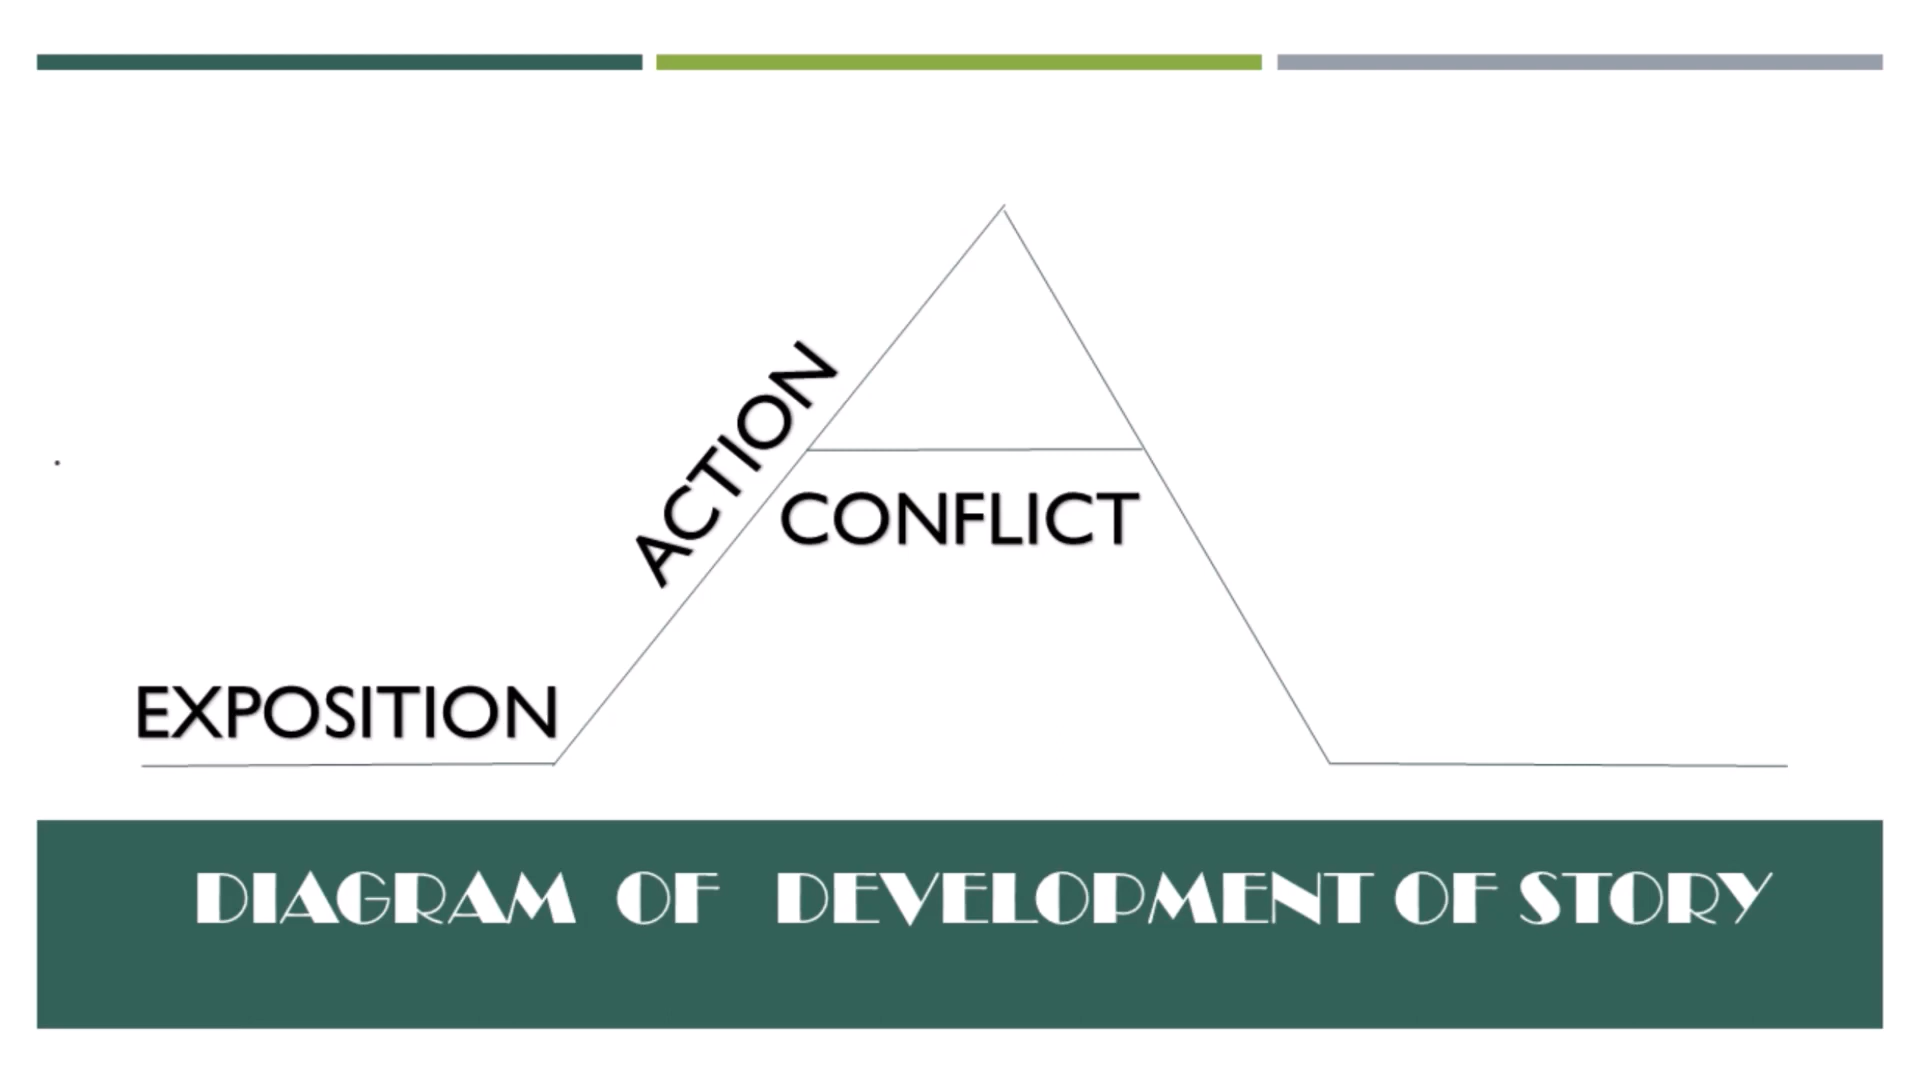 ACTION
CONFLICT
EXPOSITION
DIAGRAM OF DEVELOPMENT OF STORY